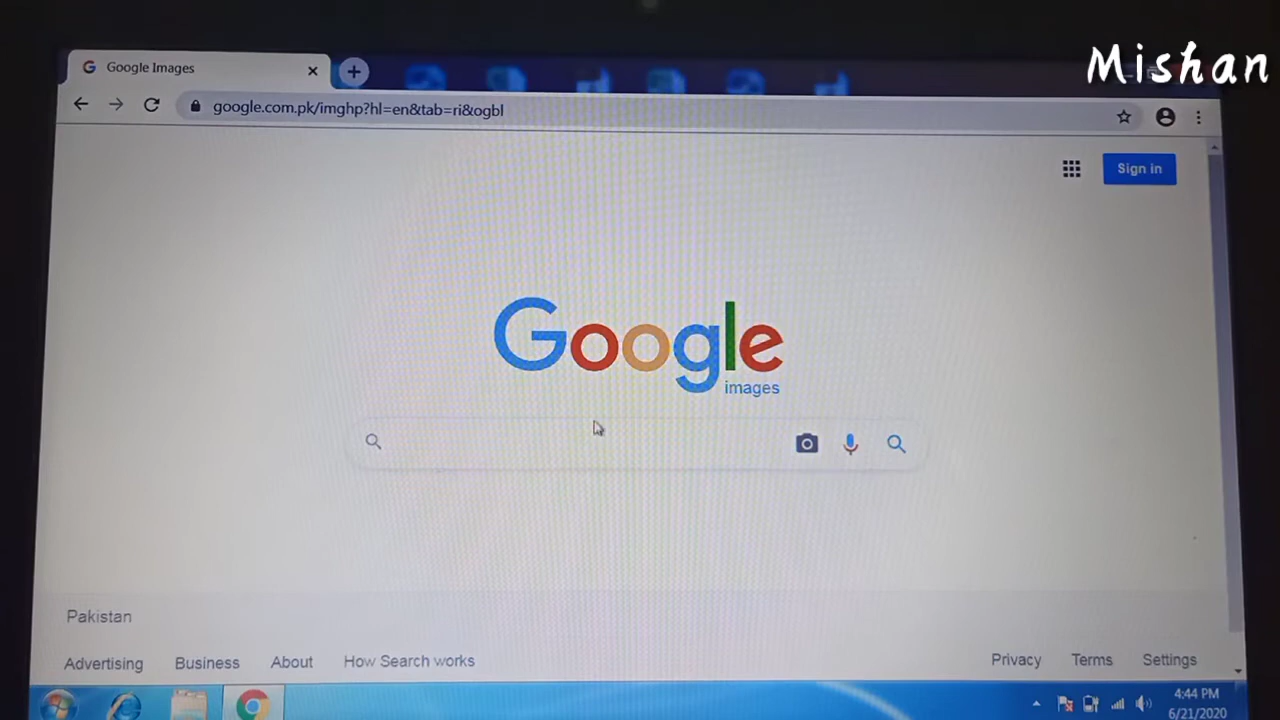 Mishan
Google Images
google.com.pk/imghp?hl=en&tab=ri&ogbl
Sign in
Google
images
Pakistan
Advertising Business About How Search works Privacy Terms Settings
4:44 PM
6/21/2020